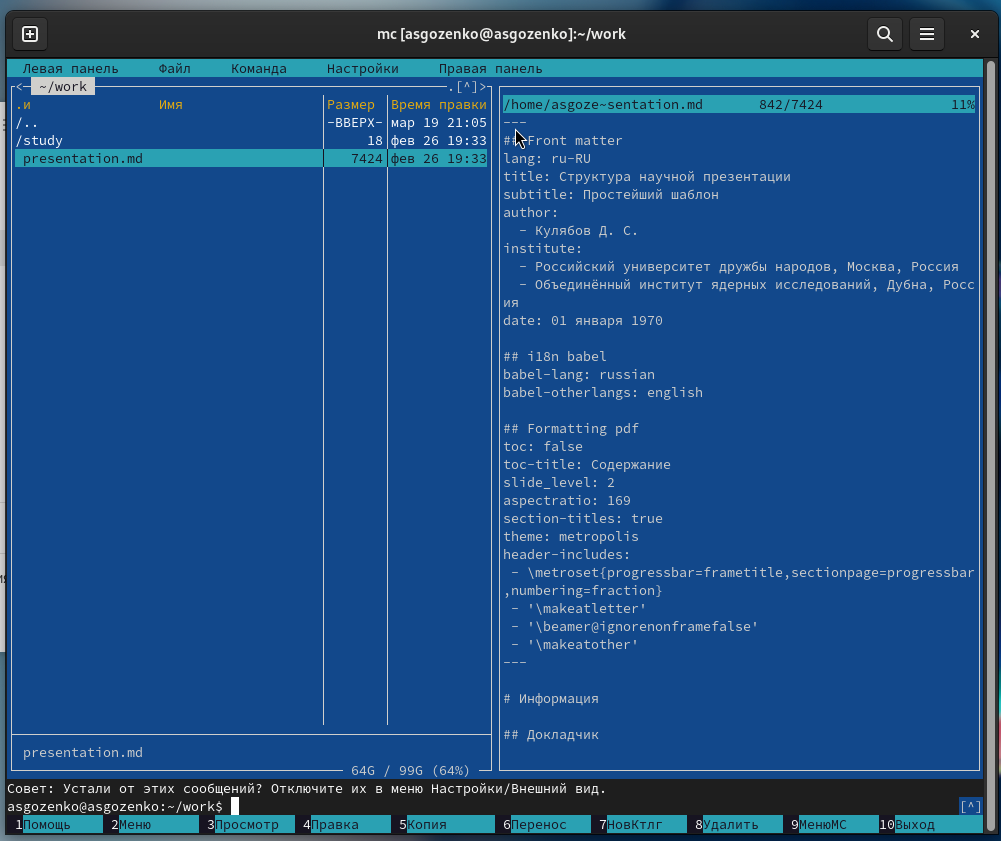 mc [asgozenko@asgozenko]:~/work
Левая панель Файл Команда Настройки Правая панель
<─ ~/work .[^]>
.и Имя Размер Время правки
/.. -ВВЕРХ- мар 19 21:05
/study 18 фев 26 19:33
presentation.md 7424 фев 26 19:33
presentation.md
64G / 99G (64%)
/home/asgoze~sentation.md 842/7424 11%
---
## Front matter
lang: ru-RU
title: Структура научной презентации
subtitle: Простейший шаблон
author:
- Кулябов Д. С.
institute:
- Российский университет дружбы народов, Москва, Россия
- Объединённый институт ядерных исследований, Дубна, Росс
ия
date: 01 января 1970
## i18n babel
babel-lang: russian
babel-otherlangs: english
## Formatting pdf
toc: false
toc-title: Содержание
slide_level: 2
aspectratio: 169
section-titles: true
theme: metropolis
header-includes:
- \metroset{progressbar=frametitle,sectionpage=progressbar
,numbering=fraction}
- '\makeatletter'
- '\beamer@ignorenonframefalse'
- '\makeatother'
---
# Информация
## Докладчик
Совет: Устали от этих сообщений? Отключите их в меню Настройки/Внешний вид.
asgozenko@asgozenko:~/work$ [^]
1Помощь 2Меню 3Просмотр 4Правка 5Копия 6Перенос 7НовКтлг 8Удалить 9МенюMC 10Выход